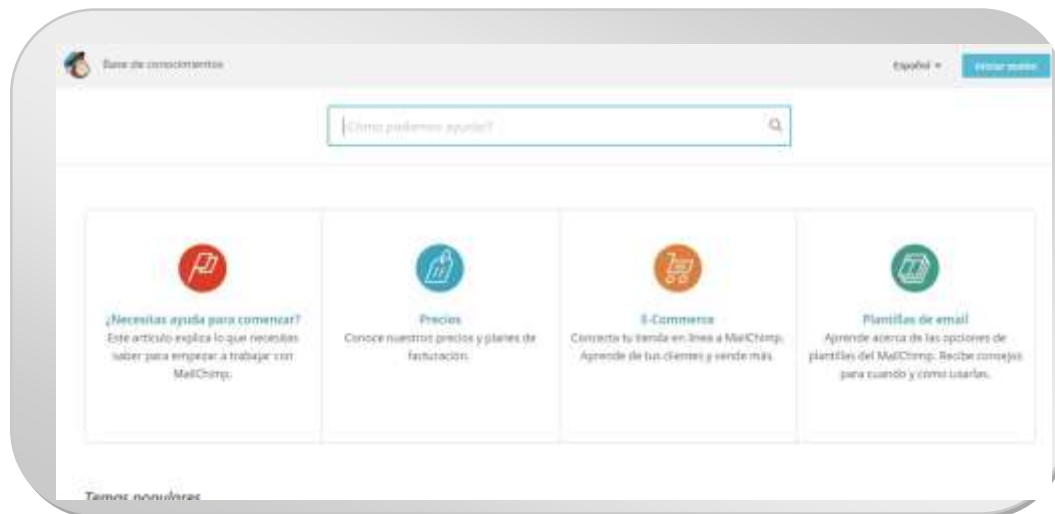 Base de conocimientos
Español
Iniciar sesión
¿Cómo podemos ayudar?
¿Necesitas ayuda para comenzar?
Este artículo explica lo que necesitas
saber para empezar a trabajar con
MailChimp.
Precios
Conoce nuestros precios y planes de
facturación.
E-Commerce
Conecta tu tienda en línea a MailChimp.
Aprende de tus clientes y vende más.
Plantillas de email
Aprende acerca de las opciones de
plantillas del MailChimp. Recibe consejos
para cuando y cómo usarlas.
Temas populares